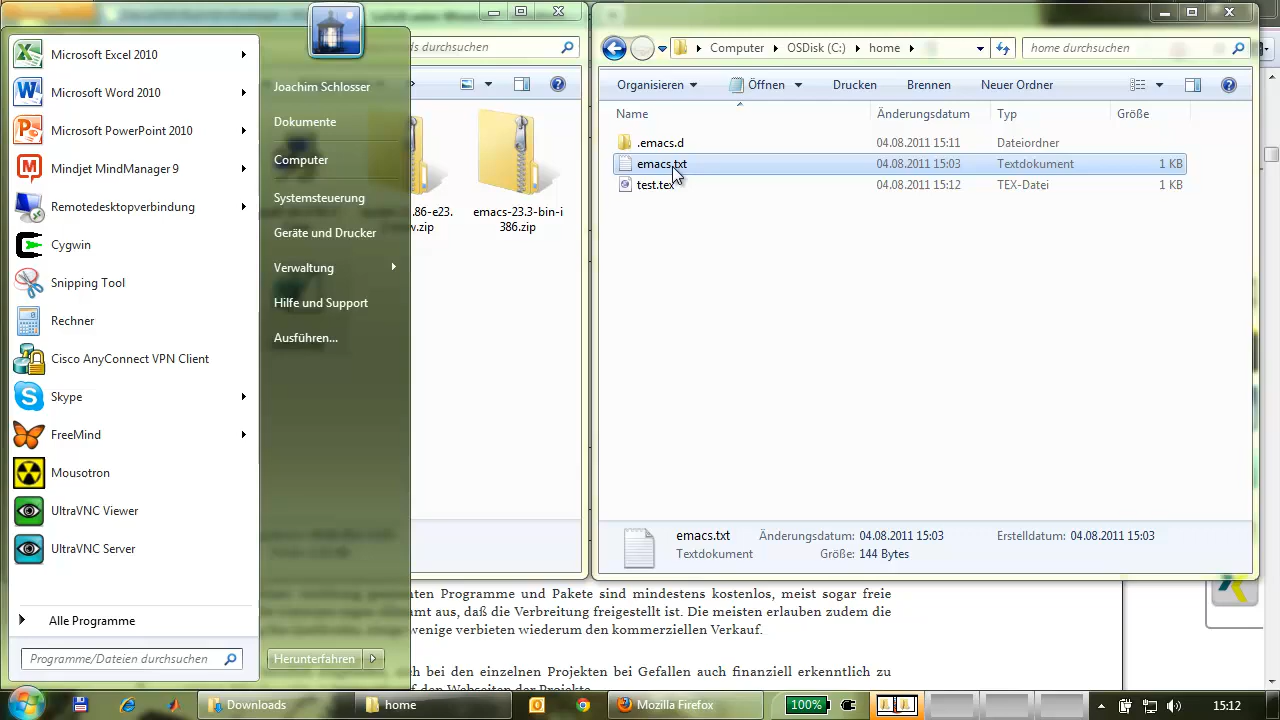 Microsoft Excel 2010
Microsoft Word 2010
Microsoft PowerPoint 2010
Mindjet MindManager 9
Remotedesktopverbindung
Cygwin
Snipping Tool
Rechner
Cisco AnyConnect VPN Client
Skype
FreeMind
Mousotron
UltraVNC Viewer
UltraVNC Server
Alle Programme
Programme/Dateien durchsuchen
Joachim Schlosser
Dokumente
Computer
Systemsteuerung
Geräte und Drucker
Verwaltung
Hilfe und Support
Ausführen...
Herunterfahren
durchsuchen
emacs-23.3-bin-i
386.zip
Computer OSDisk (C:) home
home durchsuchen
Organisieren Öffnen Drucken Brennen Neuer Ordner
Name Änderungsdatum Typ Größe
.emacs.d 04.08.2011 15:11 Dateiordner
emacs.txt 04.08.2011 15:03 Textdokument 1 KB
test.tex 04.08.2011 15:12 TEX-Datei 1 KB
emacs.txt Änderungsdatum: 04.08.2011 15:03 Erstelldatum: 04.08.2011 15:03
Textdokument Größe: 144 Bytes
Programme und Pakete sind mindestens kostenlos, meist sogar freie
aus, daß die Verbreitung freigestellt ist. Die meisten erlauben zudem die
wenige verbieten wiederum den kommerziellen Verkauf.
bei den einzelnen Projekten bei Gefallen auch finanziell erkenntlich zu
auf den Webseiten der Projekte.
Downloads home Mozilla Firefox 100% 15:12